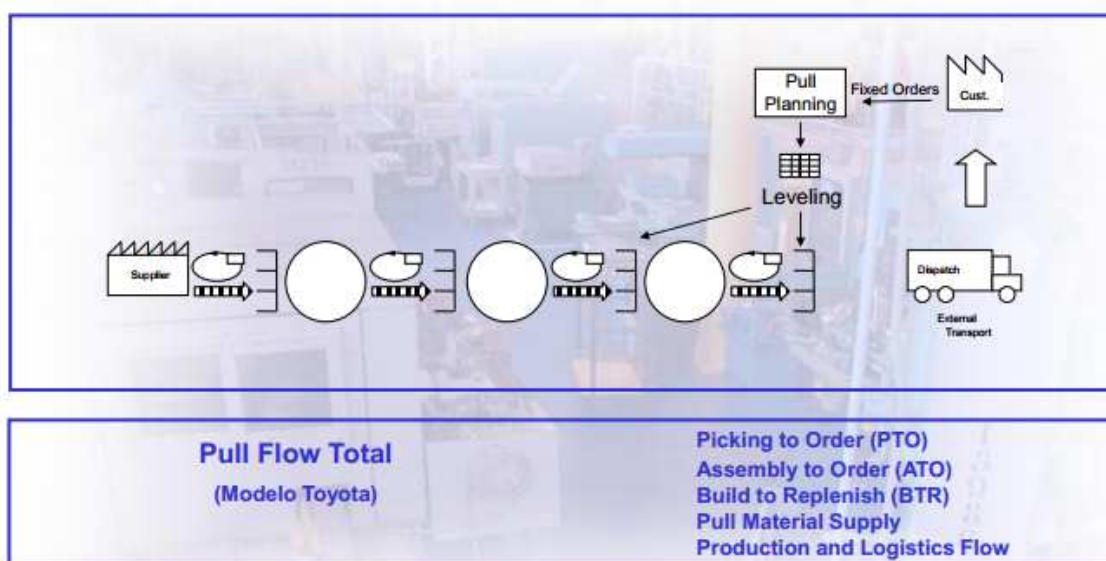 Pull
Planning
Fixed Orders
Cust.
Leveling
Supplier
Dispatch
External
Transport
Pull Flow Total
(Modelo Toyota)
Picking to Order (PTO)
Assembly to Order (ATO)
Build to Replenish (BTR)
Pull Material Supply
Production and Logistics Flow